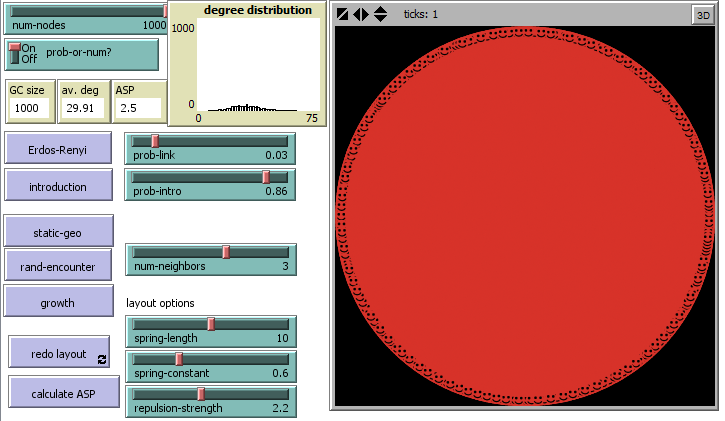 num-nodes 1000
On
Off
prob-or-num?
GC size
1000
av. deg
29.91
ASP
2.5
degree distribution
1000
0
0 75
Erdos-Renyi
introduction
prob-link 0.03
prob-intro 0.86
static-geo
rand-encounter
growth
num-neighbors 3
layout options
spring-length 10
spring-constant 0.6
repulsion-strength 2.2
redo layout
calculate ASP
ticks: 1
3D